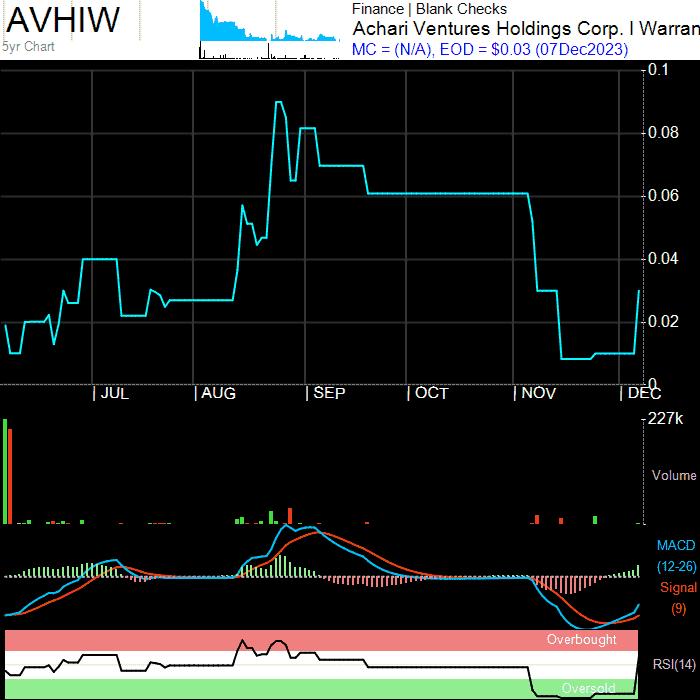 AVHIW
5yr Chart
Finance | Blank Checks
Achari Ventures Holdings Corp. I Warran
MC = (N/A), EOD = $0.03 (07Dec2023)
0.1
0.08
0.06
0.04
0.02
0
JUL AUG SEP OCT NOV DEC
227k
Volume
MACD
(12-26)
Signal
(9)
Overbought
RSI(14)
Oversold